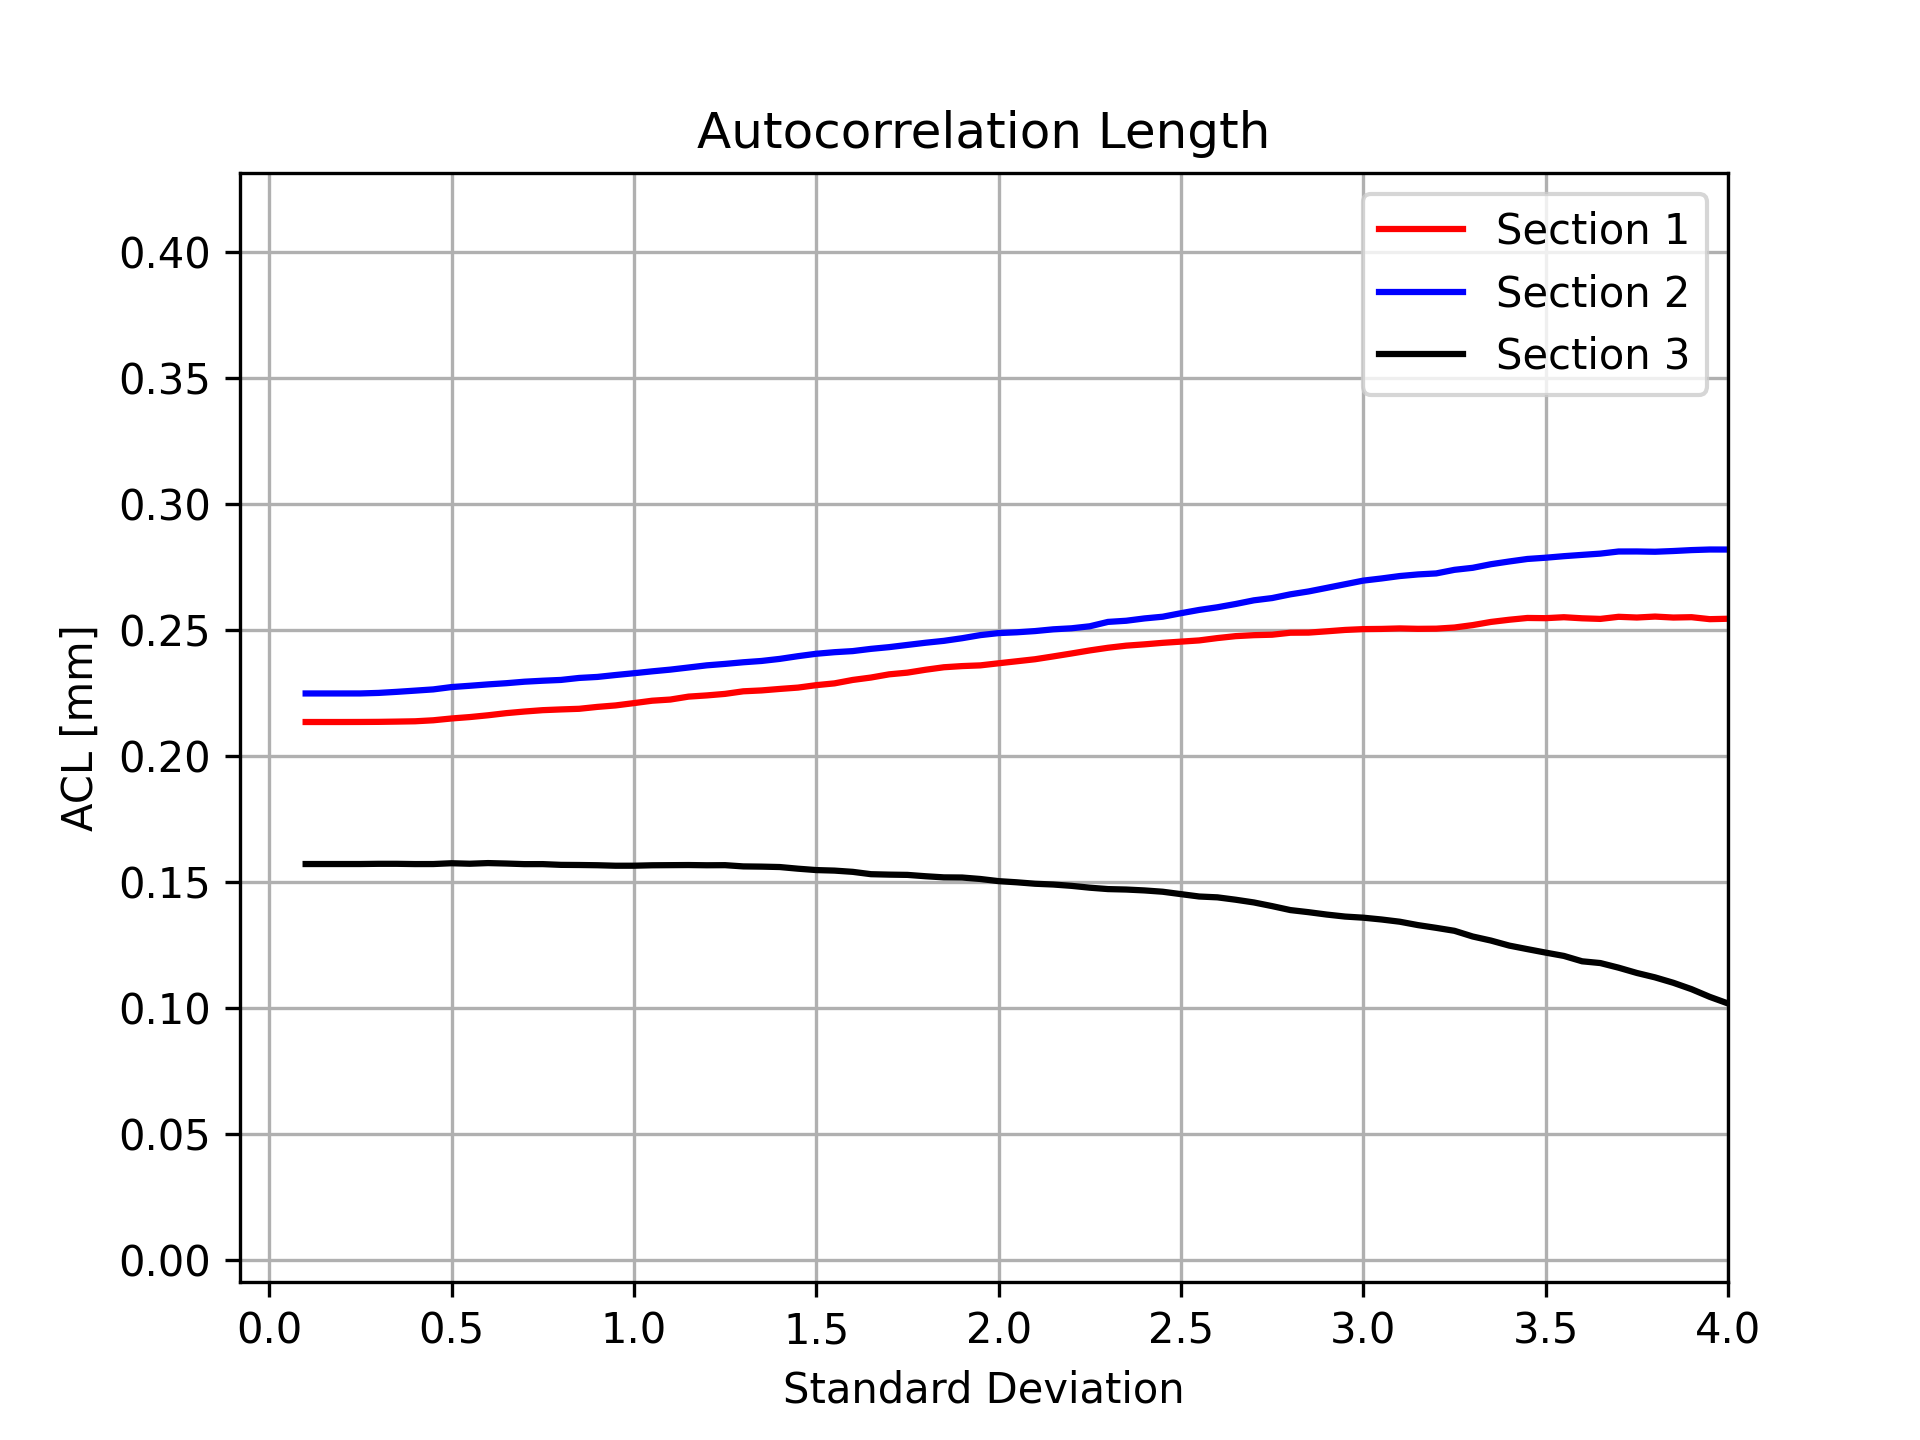 Autocorrelation Length
Section 1
Section 2
Section 3
ACL [mm]
0.40
0.35
0.30
0.25
0.20
0.15
0.10
0.05
0.00
0.0 0.5 1.0 1.5 2.0 2.5 3.0 3.5 4.0
Standard Deviation